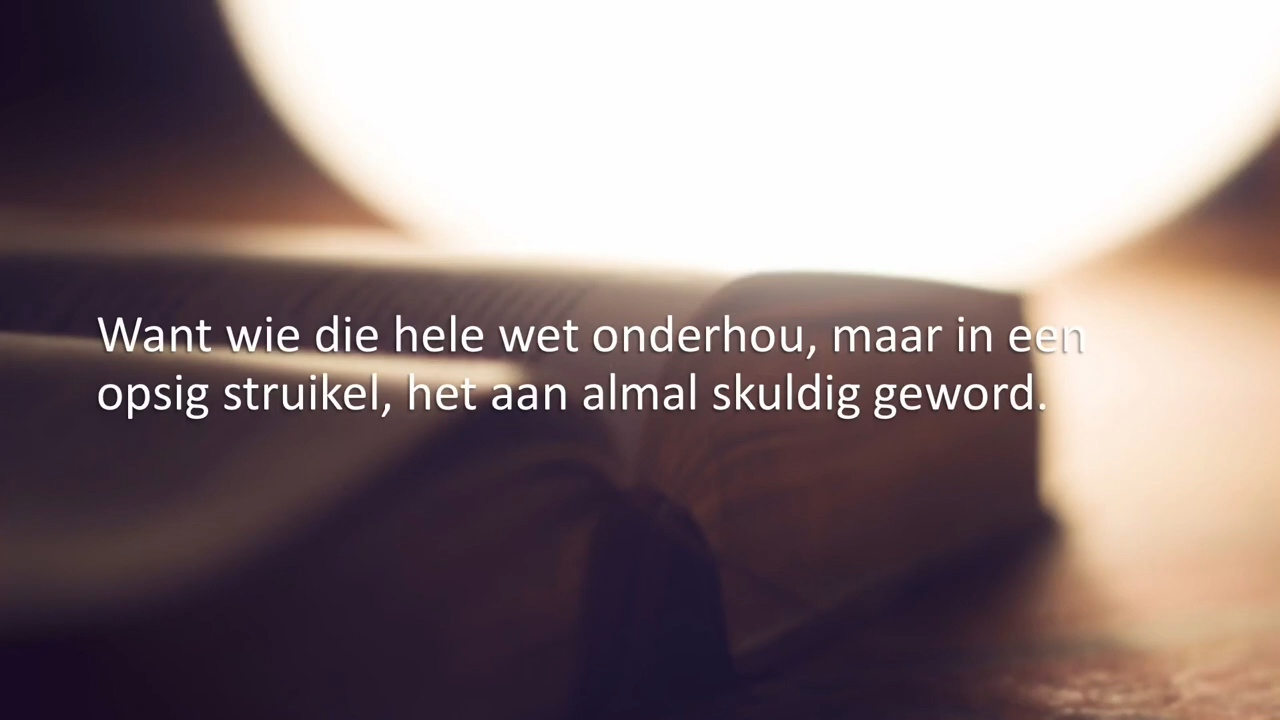 Want wie die hele wet onderhou, maar in een
opsig struikel, het aan almal skuldig geword.